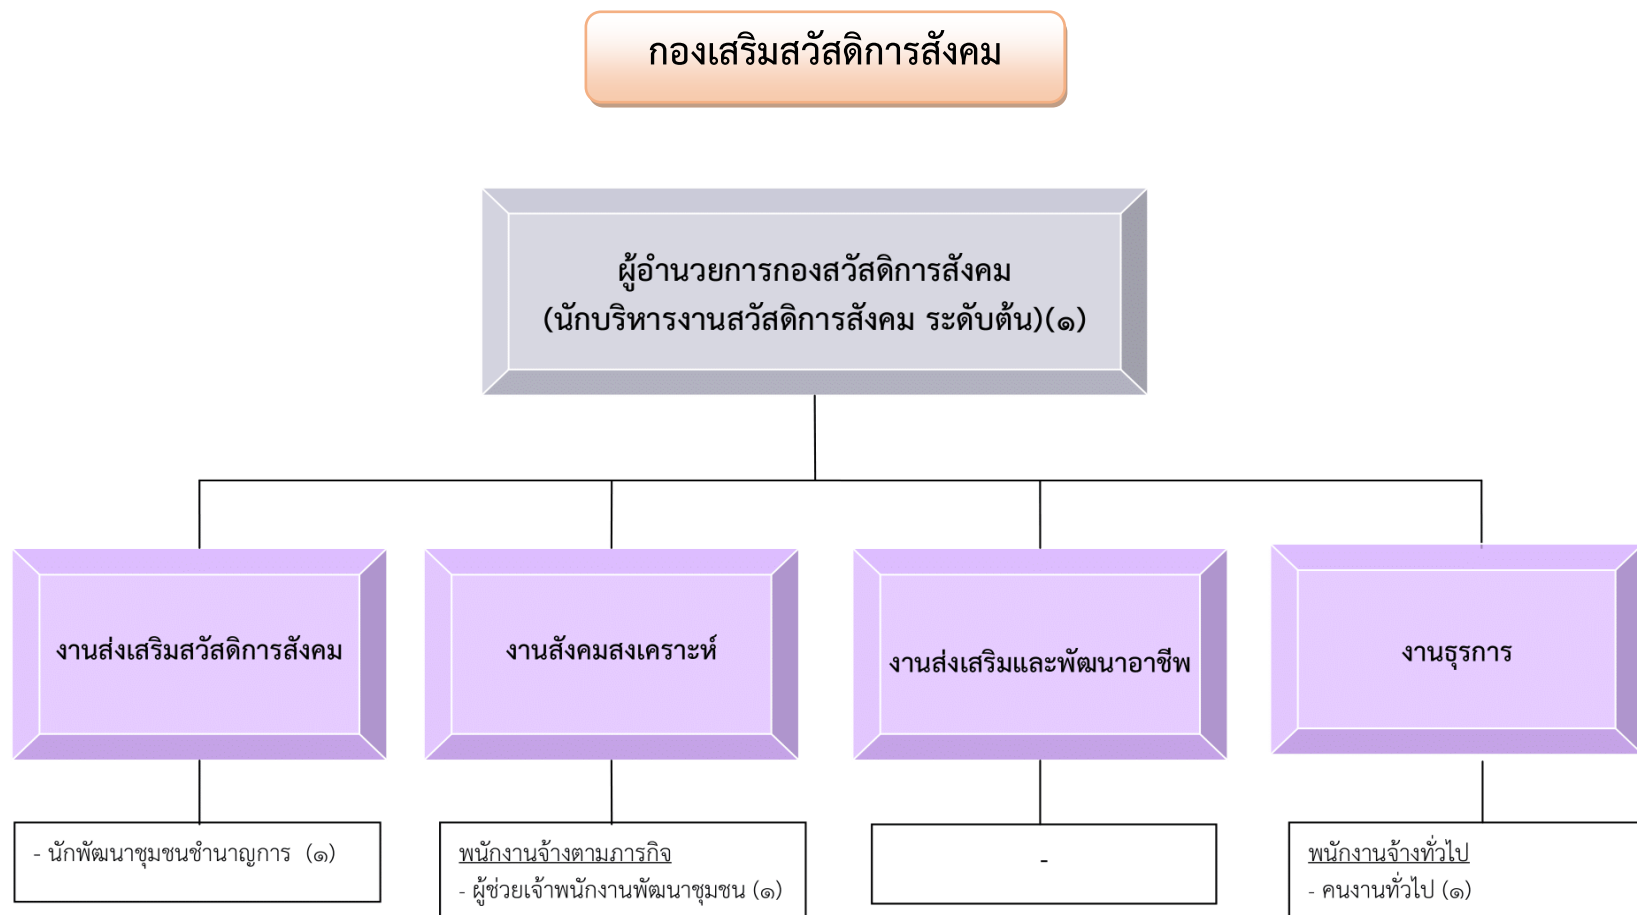 กองเสริมสวัสดิการสังคม
ผู้อำนวยการกองสวัสดิการสังคม
(นักบริหารงานสวัสดิการสังคม ระดับต้น)(๑)
งานส่งเสริมสวัสดิการสังคม
งานสังคมสงเคราะห์
งานส่งเสริมและพัฒนาอาชีพ
งานธุรการ
- นักพัฒนาชุมชนชำนาญการ (๑)
พนักงานจ้างตามภารกิจ
- ผู้ช่วยเจ้าพนักงานพัฒนาชุมชน (๑)
-
พนักงานจ้างทั่วไป
- คนงานทั่วไป (๑)